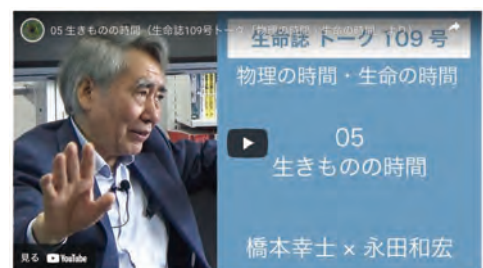 05 生きものの時間（生命誌109号トーク「物理の時間・生命の時間」
生命誌 トーク 109 号
物理の時間・生命の時間
05
生きものの時間
橋本幸士 × 永田和宏
見る YouTube